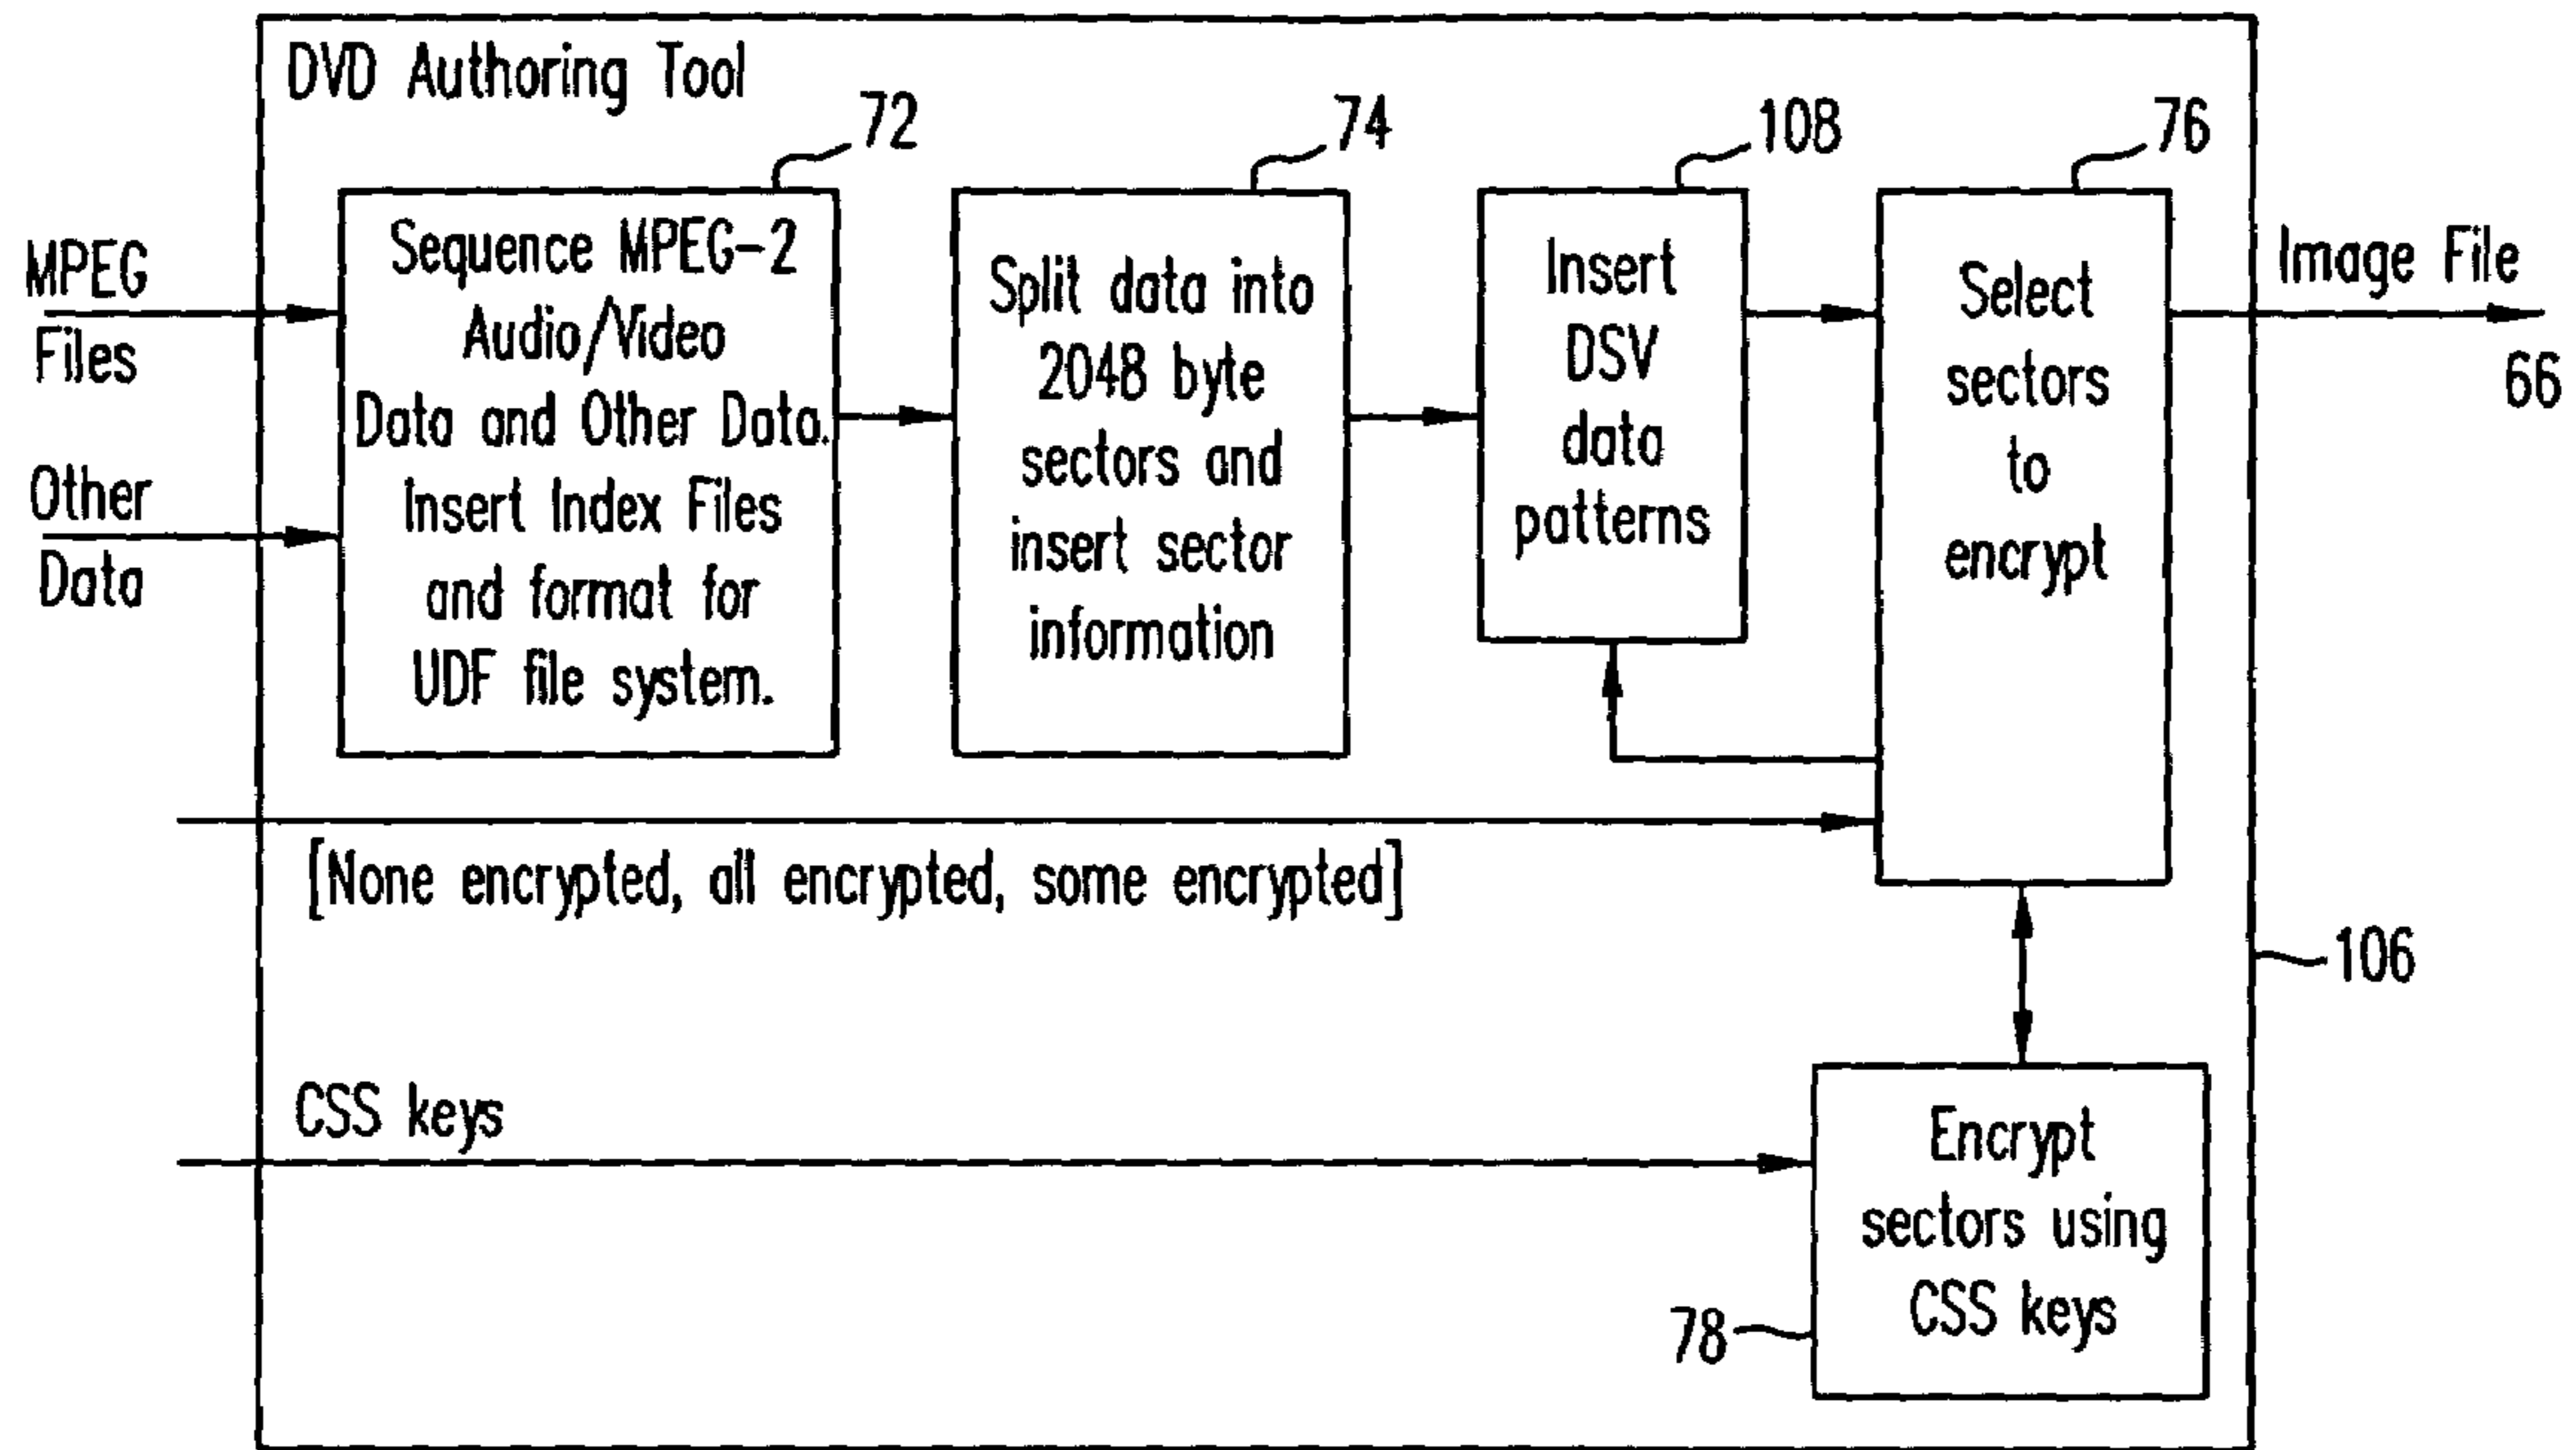 DVD Authoring Tool
72
74
108
76
MPEG
Files
Other
Data
Sequence MPEG-2
Audio/Video
Data and Other Data.
Insert Index Files
and format for
UDF file system.
Split data into
2048 byte
sectors and
insert sector
information
Insert
DSV
data
patterns
Select
sectors
to
encrypt
Image File
66
[None encrypted, all encrypted, some encrypted]
106
CSS keys
Encrypt
sectors using
CSS keys
78